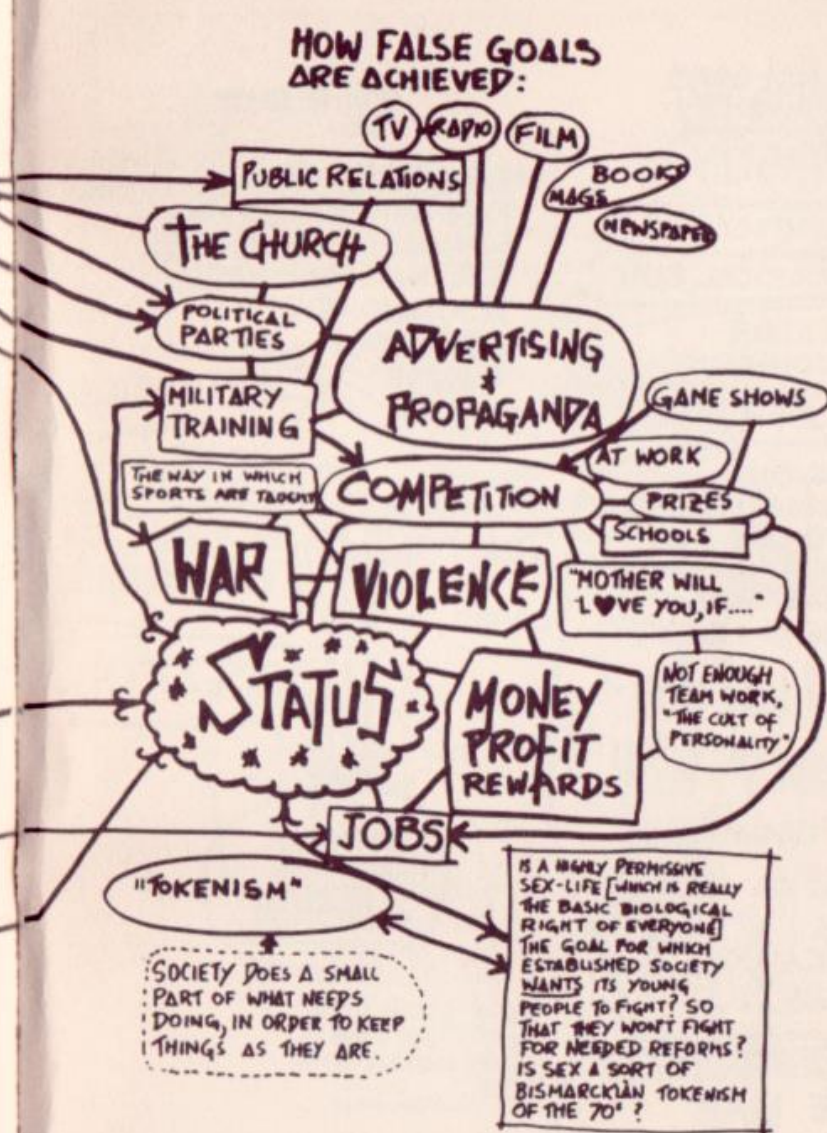 HOW FALSE GOALS
ARE ACHIEVED:
TV
RADIO
FILM
BOOKS
MAGS
NEWSPAPER
PUBLIC RELATIONS
THE CHURCH
POLITICAL
PARTIES
ADVERTISING
&
PROPAGANDA
MILITARY
TRAINING
GAME SHOWS
AT WORK
THE WAY IN WHICH
SPORTS ARE TAUGHT
COMPETITION
PRIZES
SCHOOLS
WAR
VIOLENCE
"MOTHER WILL
L♥VE YOU, IF...."
STATUS
MONEY
PROFIT
REWARDS
NOT ENOUGH
TEAM WORK,
"THE CULT OF
PERSONALITY"
JOBS
"TOKENISM"
SOCIETY DOES A SMALL
PART OF WHAT NEEDS
DOING, IN ORDER TO KEEP
THINGS AS THEY ARE.
IS A HIGHLY PERMISSIVE
SEX-LIFE [WHICH IS REALLY
THE BASIC BIOLOGICAL
RIGHT OF EVERYONE]
THE GOAL FOR WHICH
ESTABLISHED SOCIETY
WANTS ITS YOUNG
PEOPLE TO FIGHT? SO
THAT THEY WON'T FIGHT
FOR NEEDED REFORMS?
IS SEX A SORT OF
BISMARCKIAN TOKENISM
OF THE 70s ?